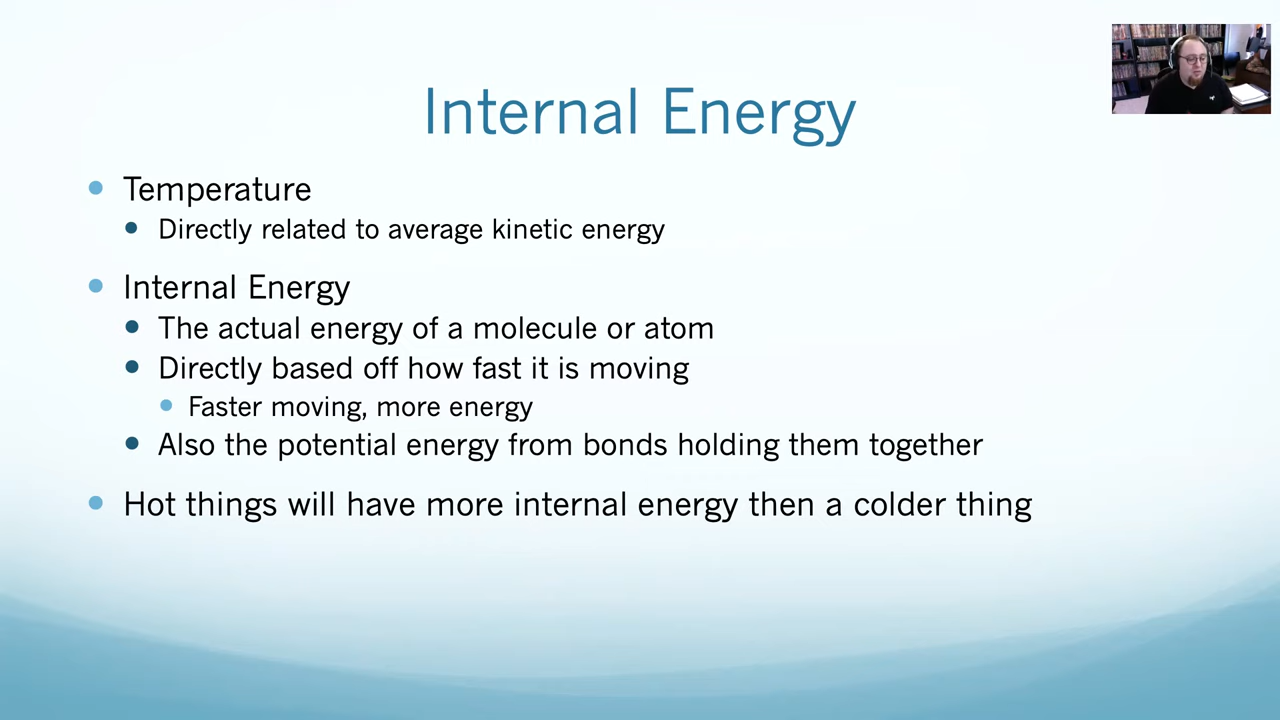 Internal Energy
Temperature
Directly related to average kinetic energy
Internal Energy
The actual energy of a molecule or atom
Directly based off how fast it is moving
Faster moving, more energy
Also the potential energy from bonds holding them together
Hot things will have more internal energy then a colder thing